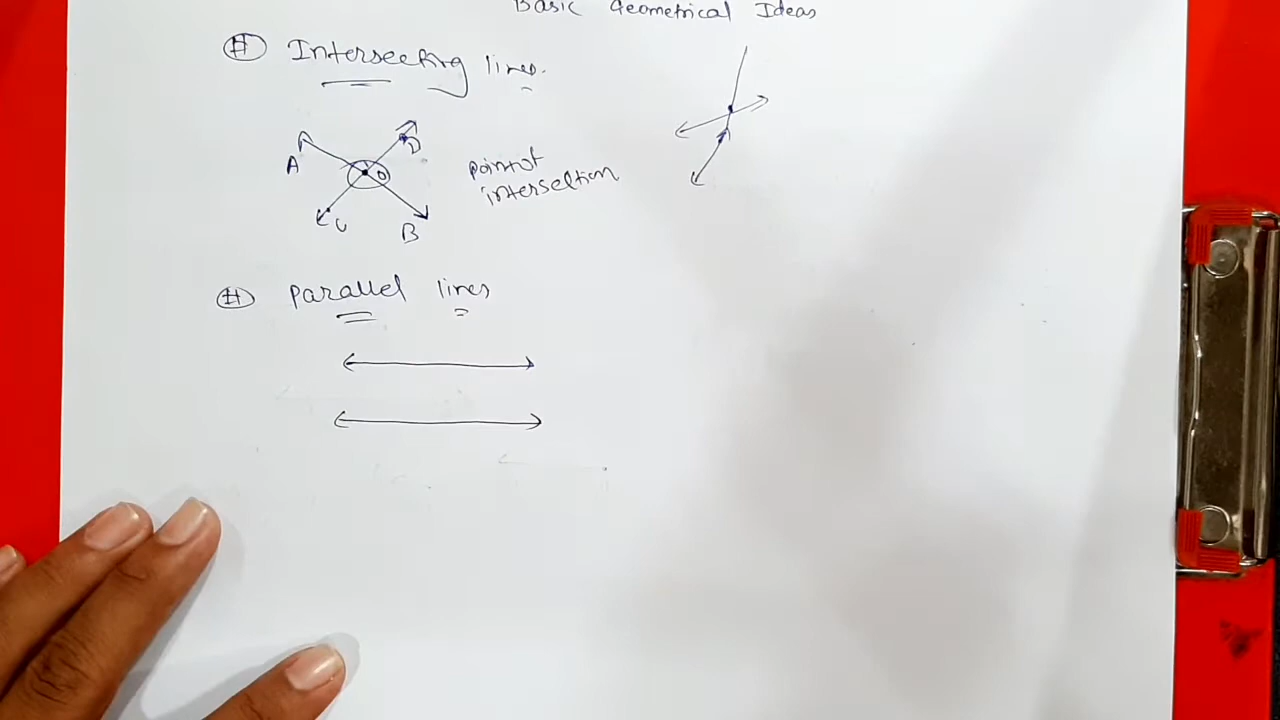 Basic Geometrical Ideas
# Intersecting lines.
A
D
O
C
B
point of
intersection
# Parallel lines